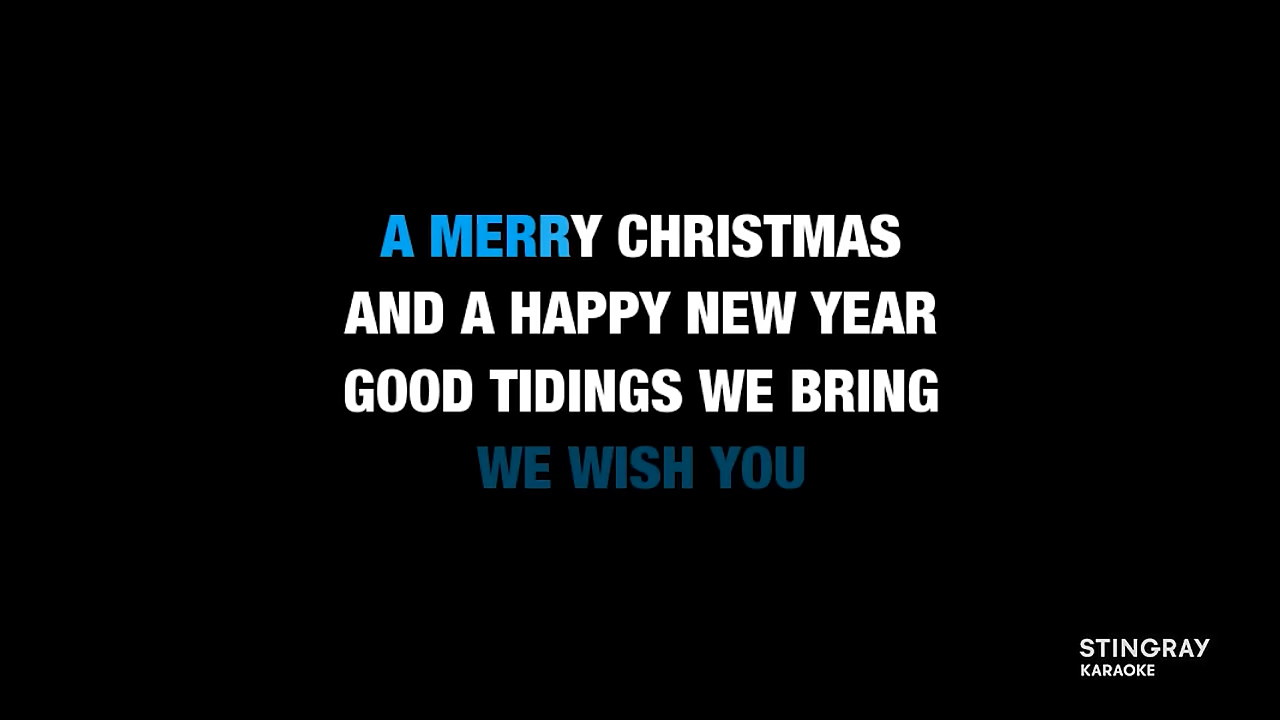 A MERRY CHRISTMAS
AND A HAPPY NEW YEAR
GOOD TIDINGS WE BRING
WE WISH YOU
STINGRAY
KARAOKE